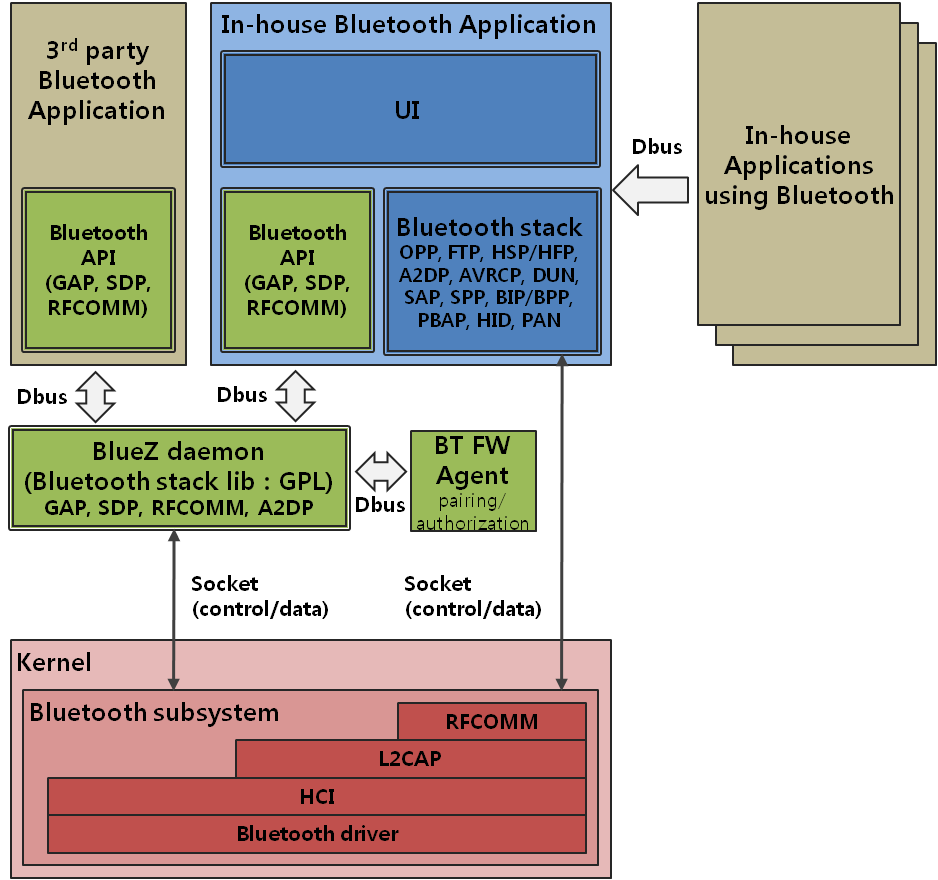 3rd party
Bluetooth
Application
Bluetooth
API
(GAP, SDP,
RFCOMM)
In-house Bluetooth Application
UI
Bluetooth
API
(GAP, SDP,
RFCOMM)
Bluetooth stack
OPP, FTP, HSP/HFP,
A2DP, AVRCP, DUN,
SAP, SPP, BIP/BPP,
PBAP, HID, PAN
Dbus
In-house
Applications
using Bluetooth
Dbus
Dbus
BlueZ daemon
(Bluetooth stack lib : GPL)
GAP, SDP, RFCOMM, A2DP
Dbus
BT FW
Agent
pairing/
authorization
Socket
(control/data)
Socket
(control/data)
Kernel
Bluetooth subsystem
RFCOMM
L2CAP
HCI
Bluetooth driver